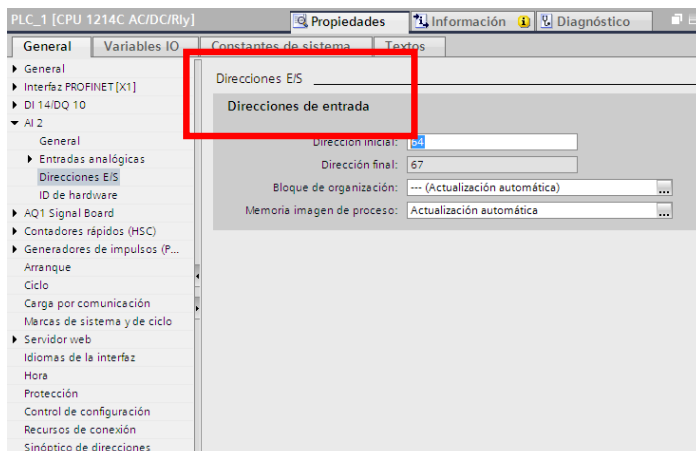 PLC_1 [CPU 1214C AC/DC/Rly]
Propiedades
Información
Diagnóstico
General
Variables IO
Constantes de sistema
Textos
General
Interfaz PROFINET [X1]
DI 14/DQ 10
AI 2
General
Entradas analógicas
Direcciones E/S
ID de hardware
AQ1 Signal Board
Contadores rápidos (HSC)
Generadores de impulsos (P...
Arranque
Ciclo
Carga por comunicación
Marcas de sistema y de ciclo
Servidor web
Idiomas de la interfaz
Hora
Protección
Control de configuración
Recursos de conexión
Sinóptico de direcciones
Direcciones E/S
Direcciones de entrada
Dirección inicial: 64
Dirección final: 67
Bloque de organización: --- (Actualización automática) ...
Memoria imagen de proceso: Actualización automática ...